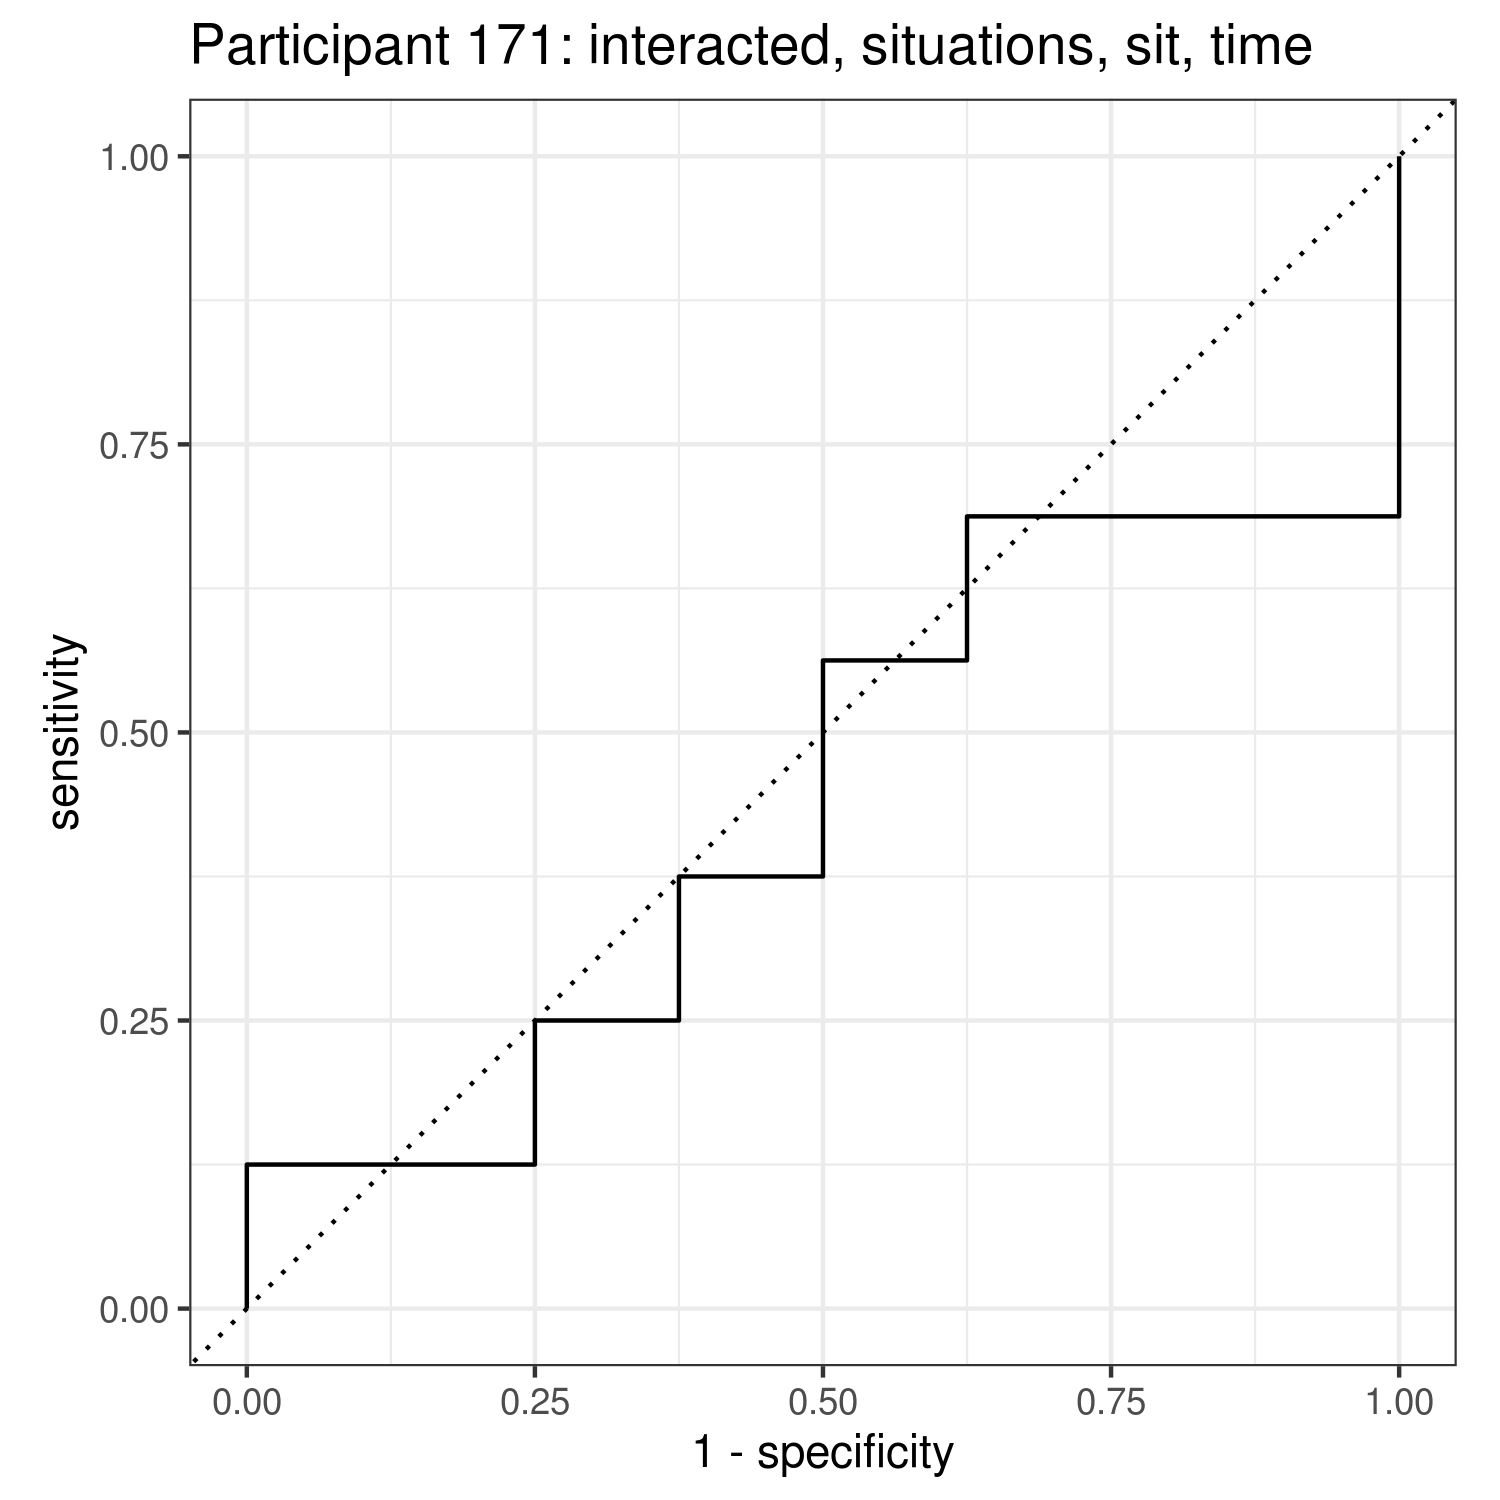 Participant 171: interacted, situations, sit, time
1.00
0.75
0.50
0.25
0.00
sensitivity
0.00 0.25 0.50 0.75 1.00
1 - specificity